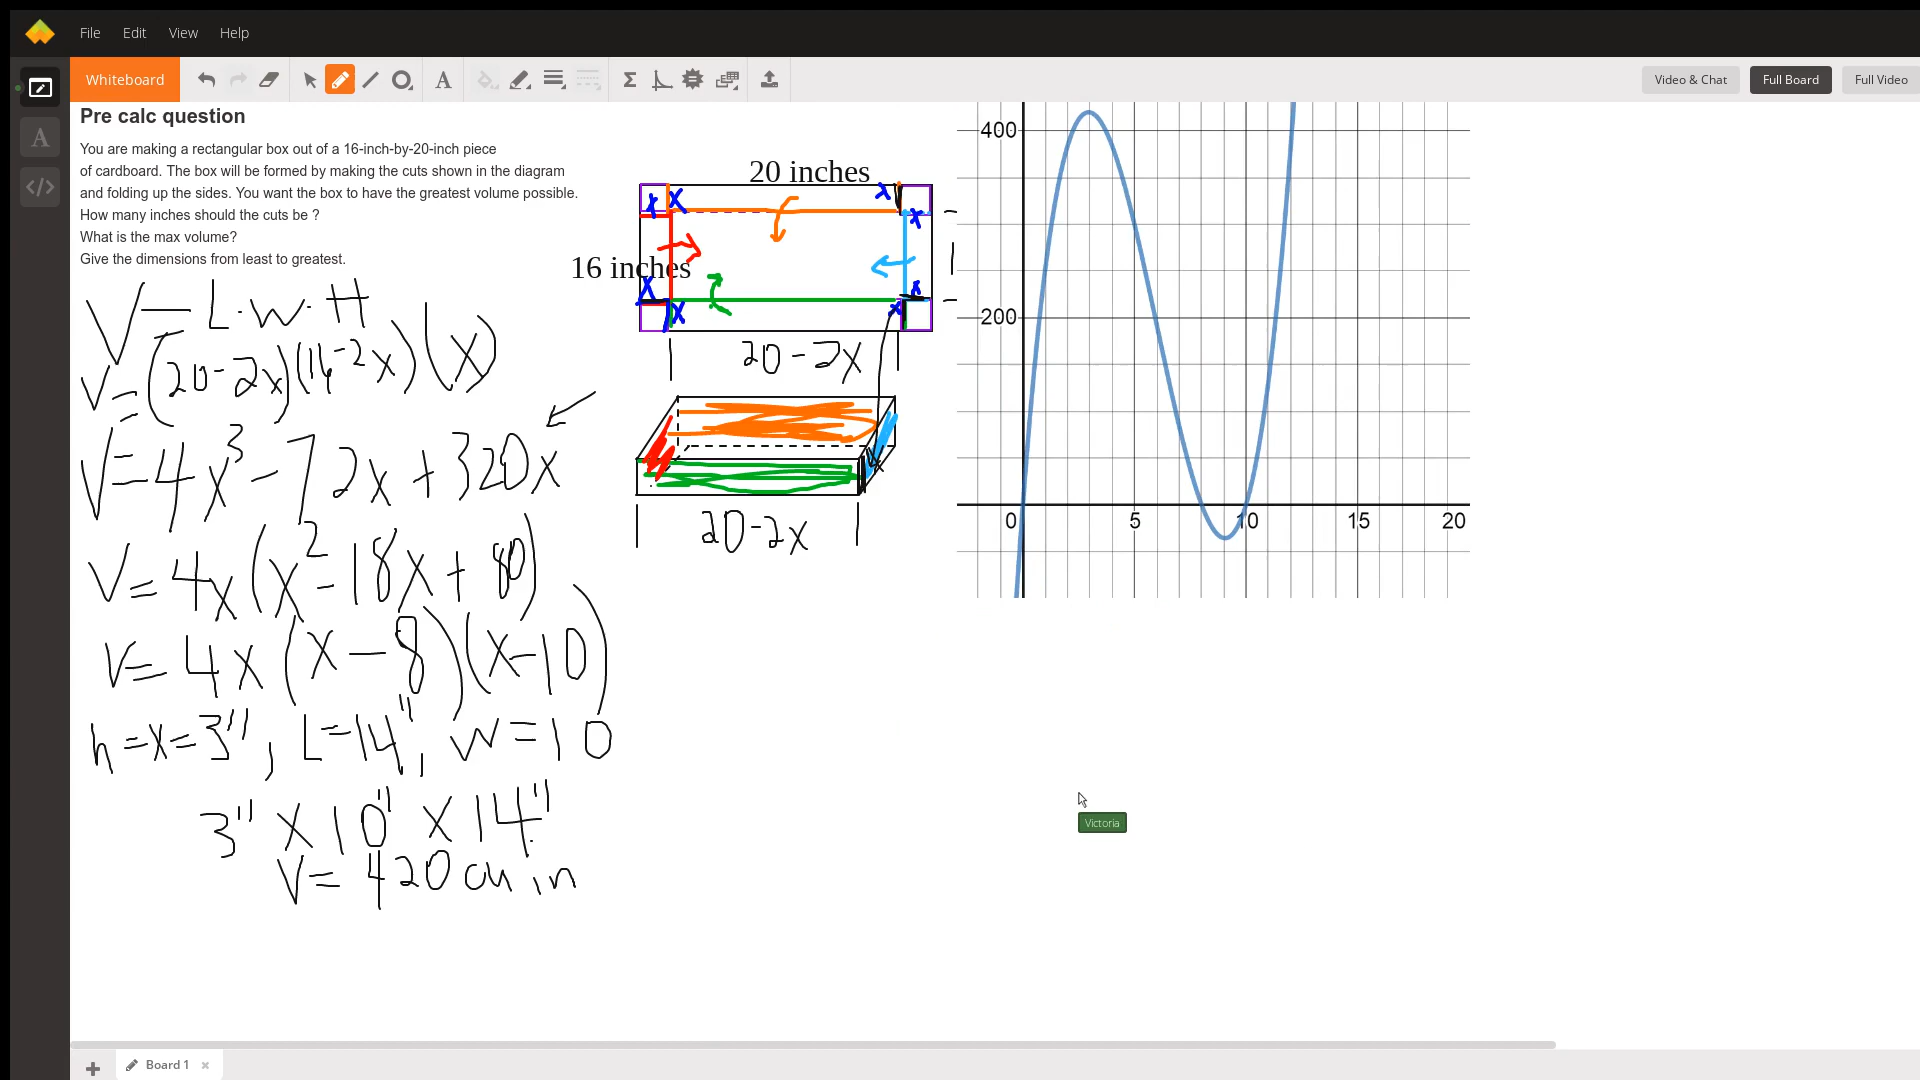 File Edit View Help
Whiteboard Video & Chat Full Board Full Video
Pre calc question
You are making a rectangular box out of a 16-inch-by-20-inch piece
of cardboard. The box will be formed by making the cuts shown in the diagram
and folding up the sides. You want the box to have the greatest volume possible.
How many inches should the cuts be ?
What is the max volume?
Give the dimensions from least to greatest.
V = L·W·H
V = (20-2x)(16-2x)(x)
V = 4x³ - 72x + 320x
V = 4x(x² - 18x + 80)
V = 4x(x - 8)(x - 10)
h = x = 3", L = 14", W = 10
3" x 10" x 14"
V = 420 cu in
20 inches
x x x x
16 inches
x x x x
20 - 2x
x
20 - 2x
400
200
0 5 10 15 20
Victoria
Board 1